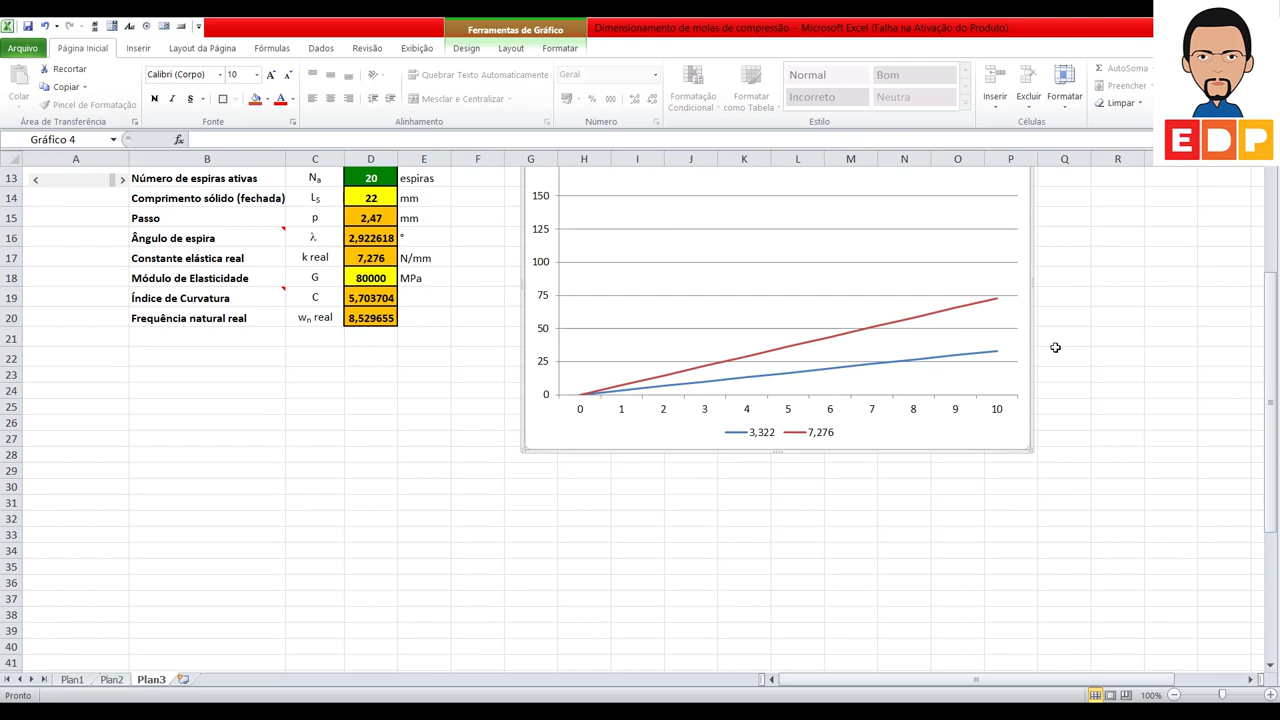 Ferramentas de Gráfico
Dimensionamento de molas de compressão - Microsoft Excel (Falha na Ativação do Produto)
Arquivo Página Inicial Inserir Layout da Página Fórmulas Dados Revisão Exibição Design Layout Formatar
Colar
Recortar
Copiar
Pincel de Formatação
Área de Transferência
Calibri (Corpo) 10
N I S
Fonte
Quebrar Texto Automaticamente
Mesclar e Centralizar
Alinhamento
Geral
% 000
Número
Formatação Condicional
Formatar como Tabela
Normal Bom
Incorreto Neutra
Estilo
Inserir Excluir Formatar
Células
Σ AutoSoma
Preencher
Limpar
EDP
Gráfico 4 fx
A B C D E F G H I J K L M N O P Q R
13 Número de espiras ativas Na 20 espiras
14 Comprimento sólido (fechada) LS 22 mm
15 Passo p 2,47 mm
16 Ângulo de espira λ 2,922618 °
17 Constante elástica real k real 7,276 N/mm
18 Módulo de Elasticidade G 80000 MPa
19 Índice de Curvatura C 5,703704
20 Frequência natural real wn real 8,529655
21
22
23
24
25
26
27
28
29
30
31
32
33
34
35
36
37
38
39
40
41
150
125
100
75
50
25
0
0 1 2 3 4 5 6 7 8 9 10
3,322 7,276
Plan1 Plan2 Plan3
Pronto
100%